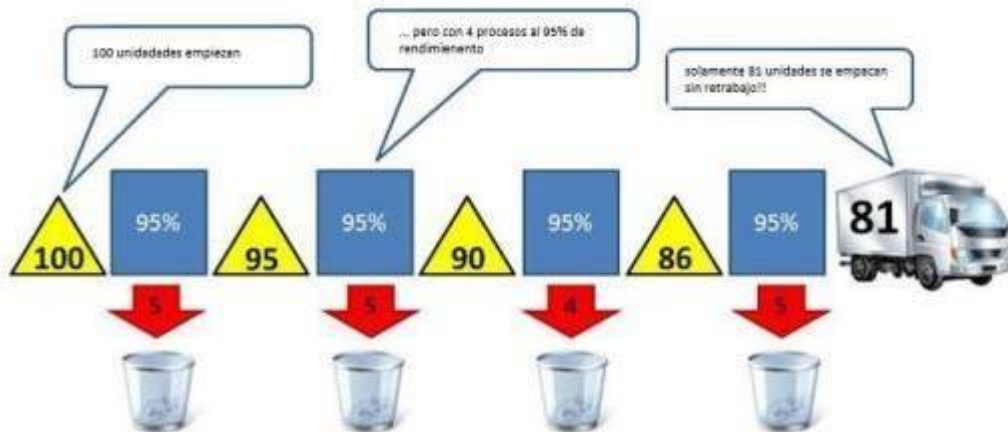 100 unidadades empiezan
... pero con 4 procesos al 95% de
rendimienento
solamente 81 unidades se empacan
sin retrabajo!!
100
95%
95
95%
90
95%
86
95%
81
5
5
4
5